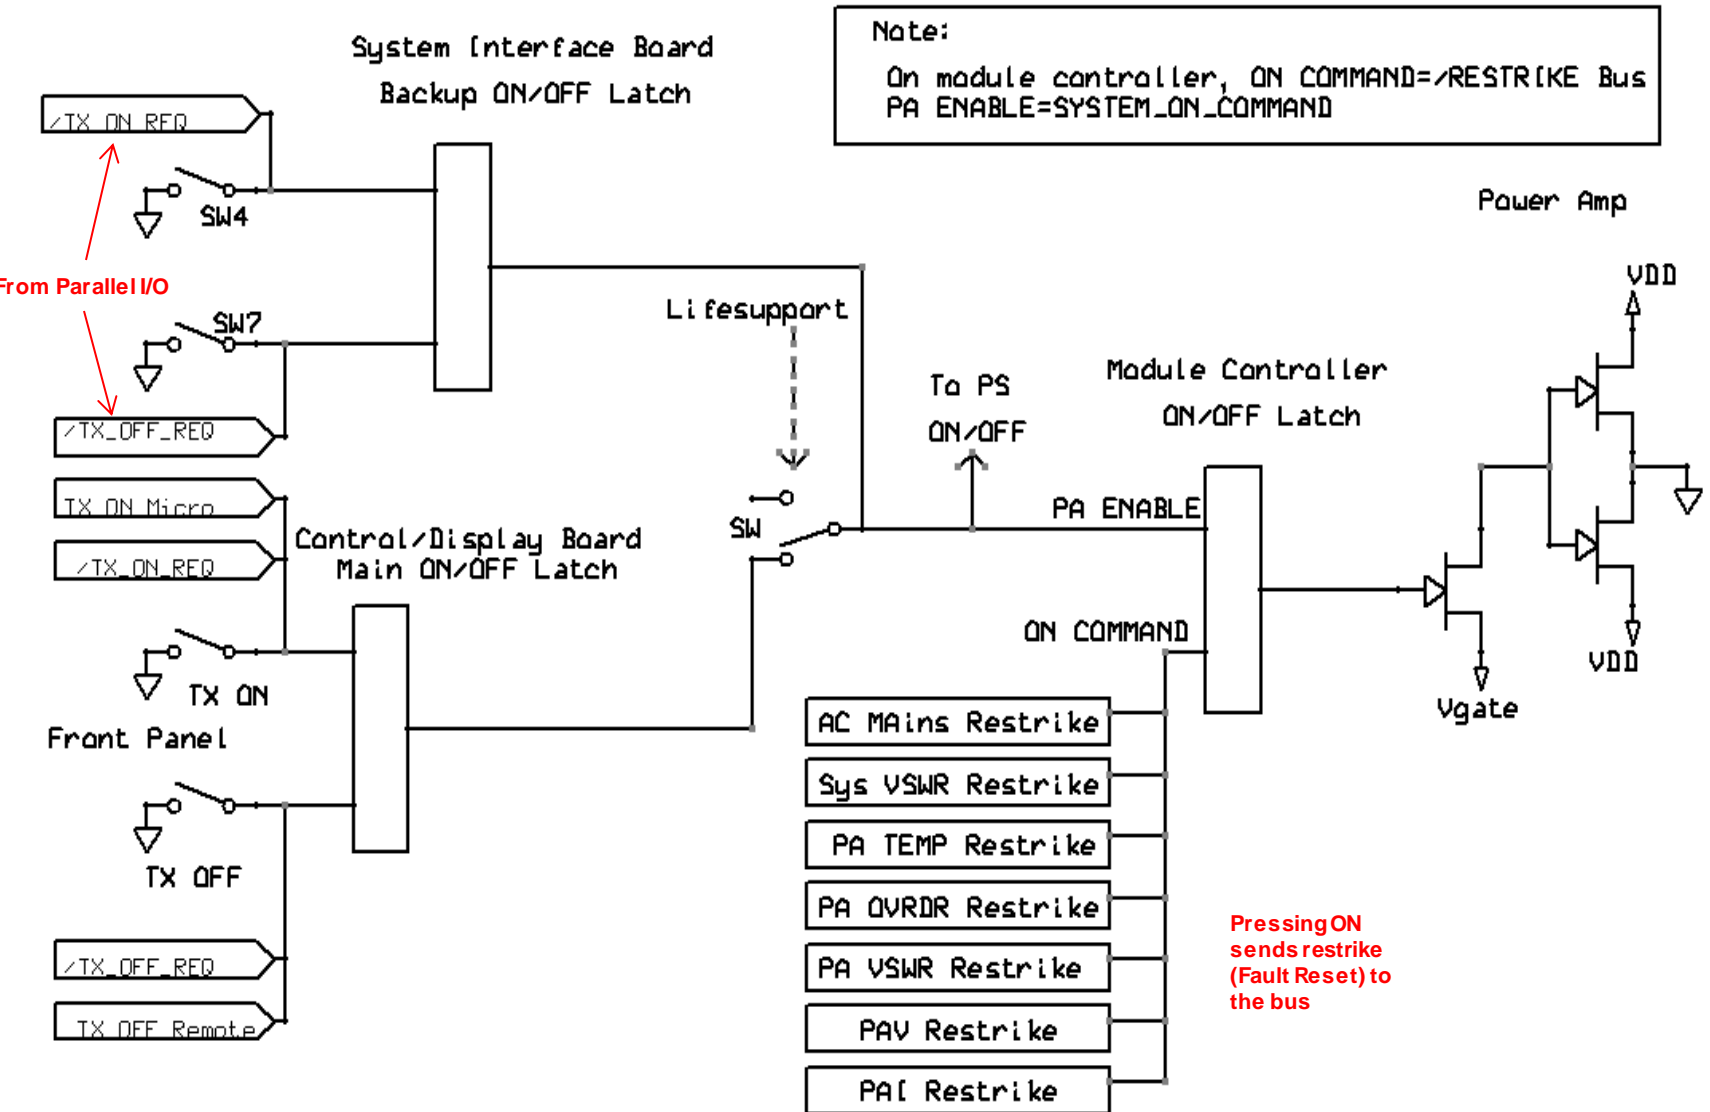 System Interface Board
Backup ON/OFF Latch
Note:
On module controller, ON COMMAND=/RESTRIKE Bus
PA ENABLE=SYSTEM_ON_COMMAND
/TX_ON_REQ
SW4
Power Amp
From Parallel I/O
SW7
Lifesupport
VDD
/TX_OFF_REQ
To PS
ON/OFF
Module Controller
ON/OFF Latch
TX_ON_Micro
/TX_ON_REQ
Control/Display Board
Main ON/OFF Latch
SW
PA ENABLE
ON COMMAND
TX ON
Front Panel
VDD
Vgate
AC MAins Restrike
Sys VSWR Restrike
PA TEMP Restrike
TX OFF
PA OVRDR Restrike
Pressing ON
sends restrike
(Fault Reset) to
the bus
/TX_OFF_REQ
PA VSWR Restrike
TX_OFF_Remote
PAV Restrike
PAI Restrike